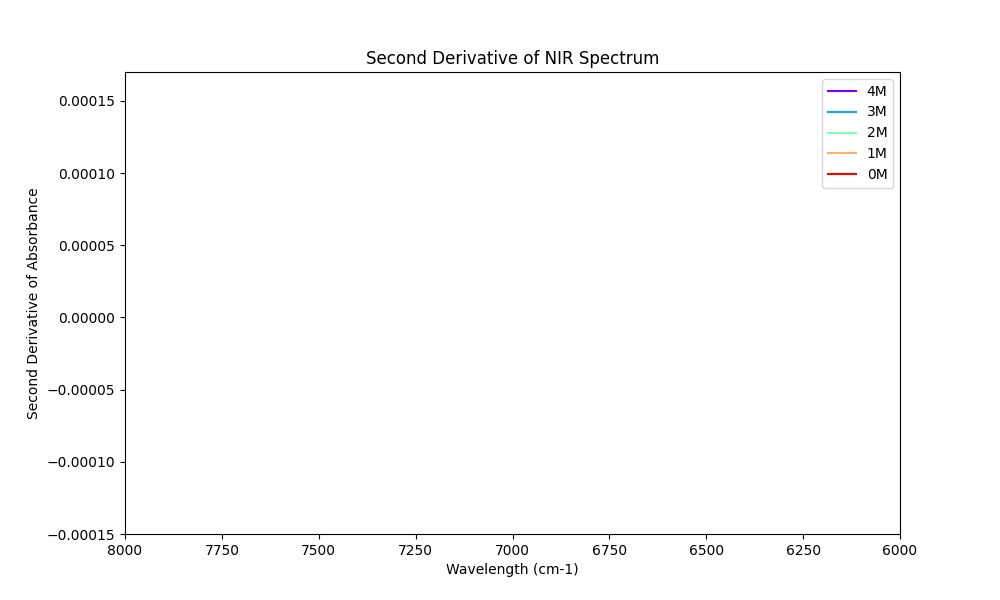 Second Derivative of NIR Spectrum
4M
3M
2M
1M
0M
Second Derivative of Absorbance
0.00015
0.00010
0.00005
0.00000
−0.00005
−0.00010
−0.00015
8000 7750 7500 7250 7000 6750 6500 6250 6000
Wavelength (cm-1)